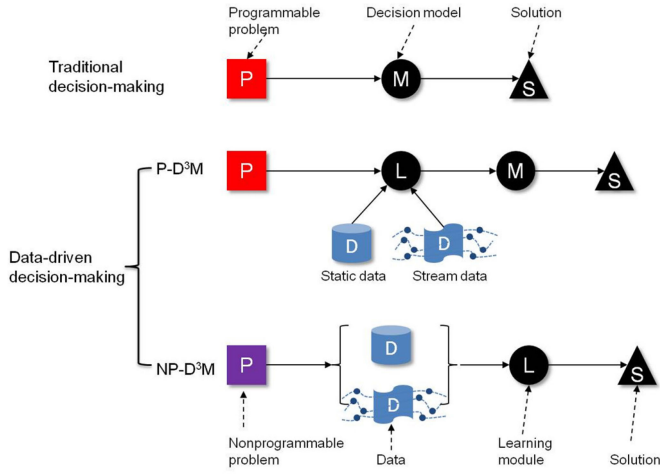 Programmable
problem
Decision model
Solution
Traditional
decision-making
P
M
S
P-D³M
P
L
M
S
D
D
Static data
Stream data
Data-driven
decision-making
NP-D³M
P
D
D
L
S
Nonprogrammable
problem
Data
Learning
module
Solution